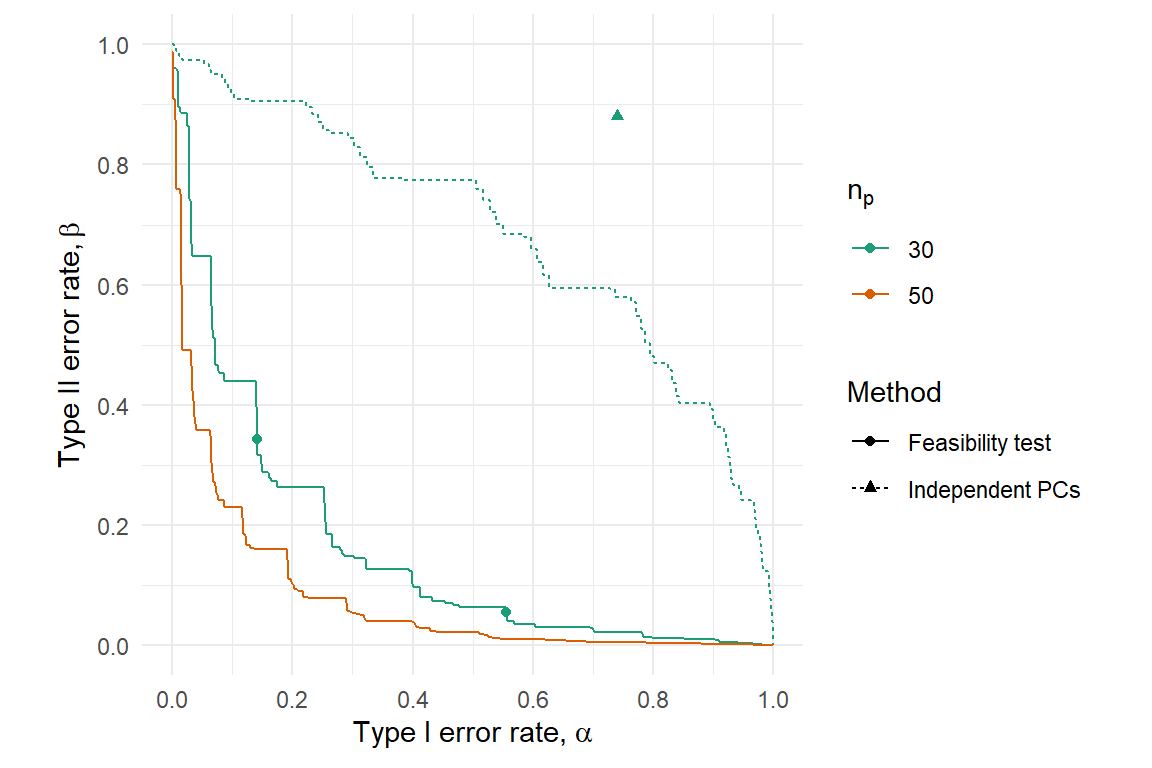 1.0
0.8
0.6
0.4
0.2
0.0
Type II error rate, β
0.0 0.2 0.4 0.6 0.8 1.0
Type I error rate, α
nₚ
30
50
Method
Feasibility test
Independent PCs